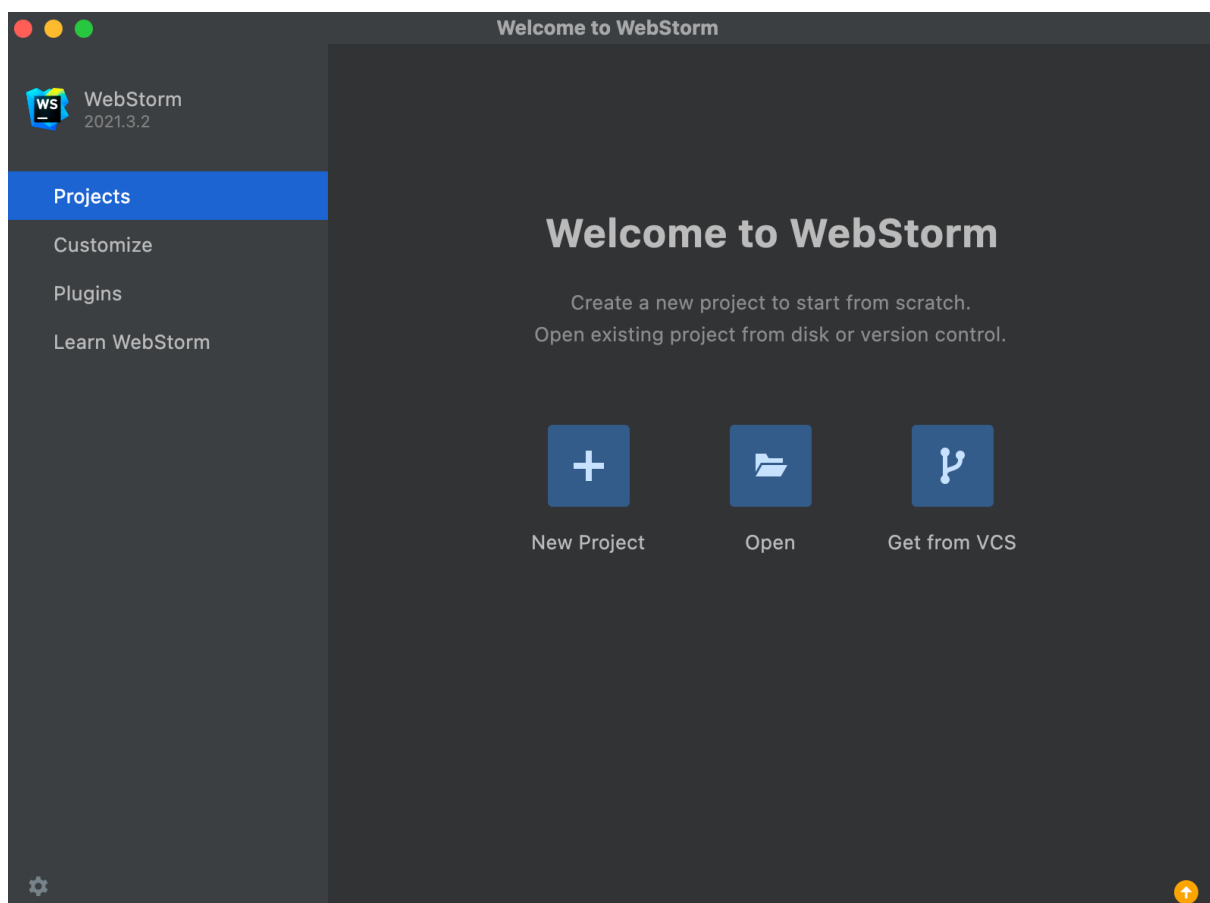 Welcome to WebStorm
WS
WebStorm
2021.3.2
Projects
Customize
Plugins
Learn WebStorm
Welcome to WebStorm
Create a new project to start from scratch.
Open existing project from disk or version control.
New Project
Open
Get from VCS